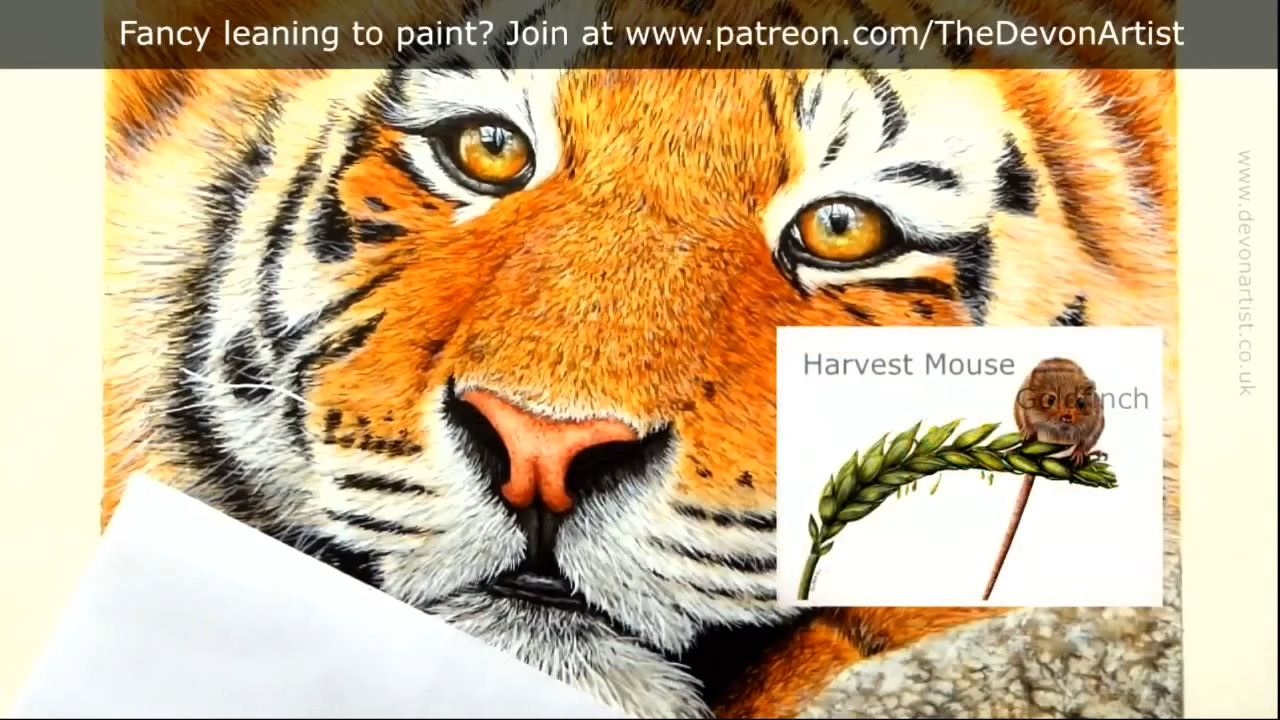 Fancy leaning to paint? Join at www.patreon.com/TheDevonArtist
www.devonartist.co.uk
Harvest Mouse
Goldfinch